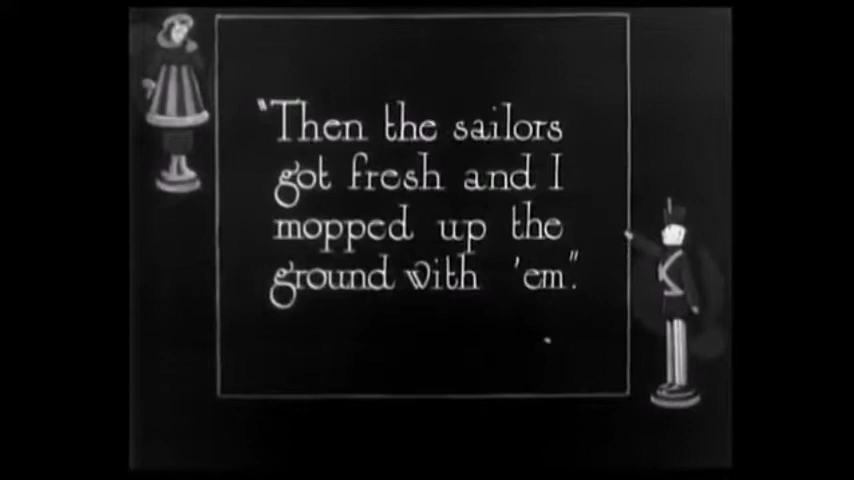 "Then the sailors
got fresh and I
mopped up the
ground with 'em".